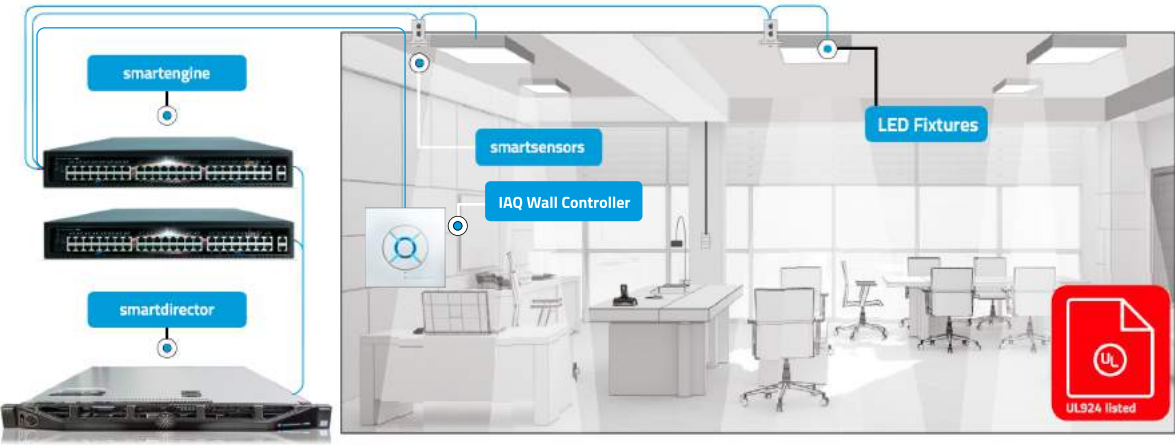 smartengine
LED Fixtures
smartsensors
IAQ Wall Controller
smartdirector
UL
UL924 listed